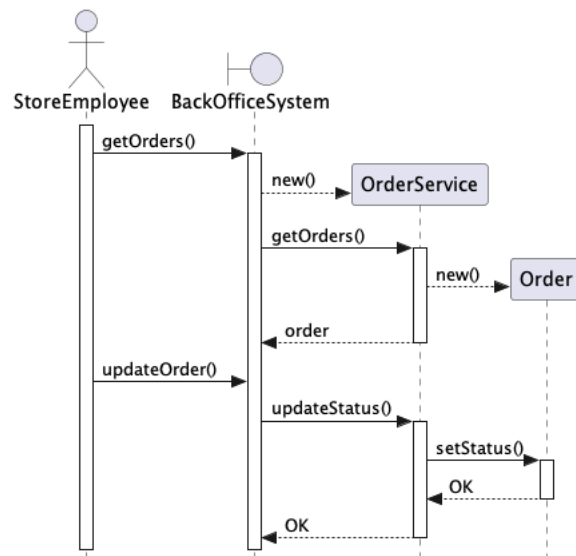 StoreEmployee
BackOfficeSystem
getOrders()
new()
OrderService
getOrders()
new()
Order
order
updateOrder()
updateStatus()
setStatus()
OK
OK